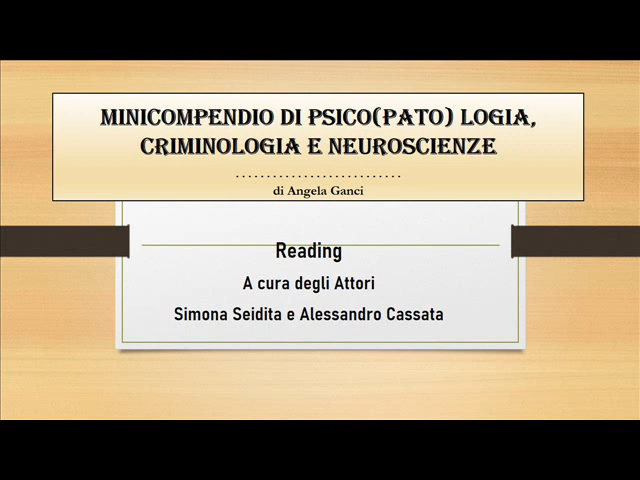 MINICOMPENDIO DI PSICO(PATO) LOGIA,
CRIMINOLOGIA E NEUROSCIENZE
...........................
di Angela Ganci
Reading
A cura degli Attori
Simona Seidita e Alessandro Cassata